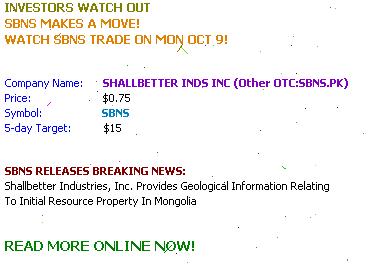 INVESTORS WATCH OUT
SBNS MAKES A MOVE!
WATCH SBNS TRADE ON MON OCT 9!
Company Name: SHALLBETTER INDS INC (Other OTC:SBNS.PK)
Price: $0.75
Symbol: SBNS
5-day Target: $15
SBNS RELEASES BREAKING NEWS:
Shallbetter Industries, Inc. Provides Geological Information Relating
To Initial Resource Property In Mongolia
READ MORE ONLINE NOW!